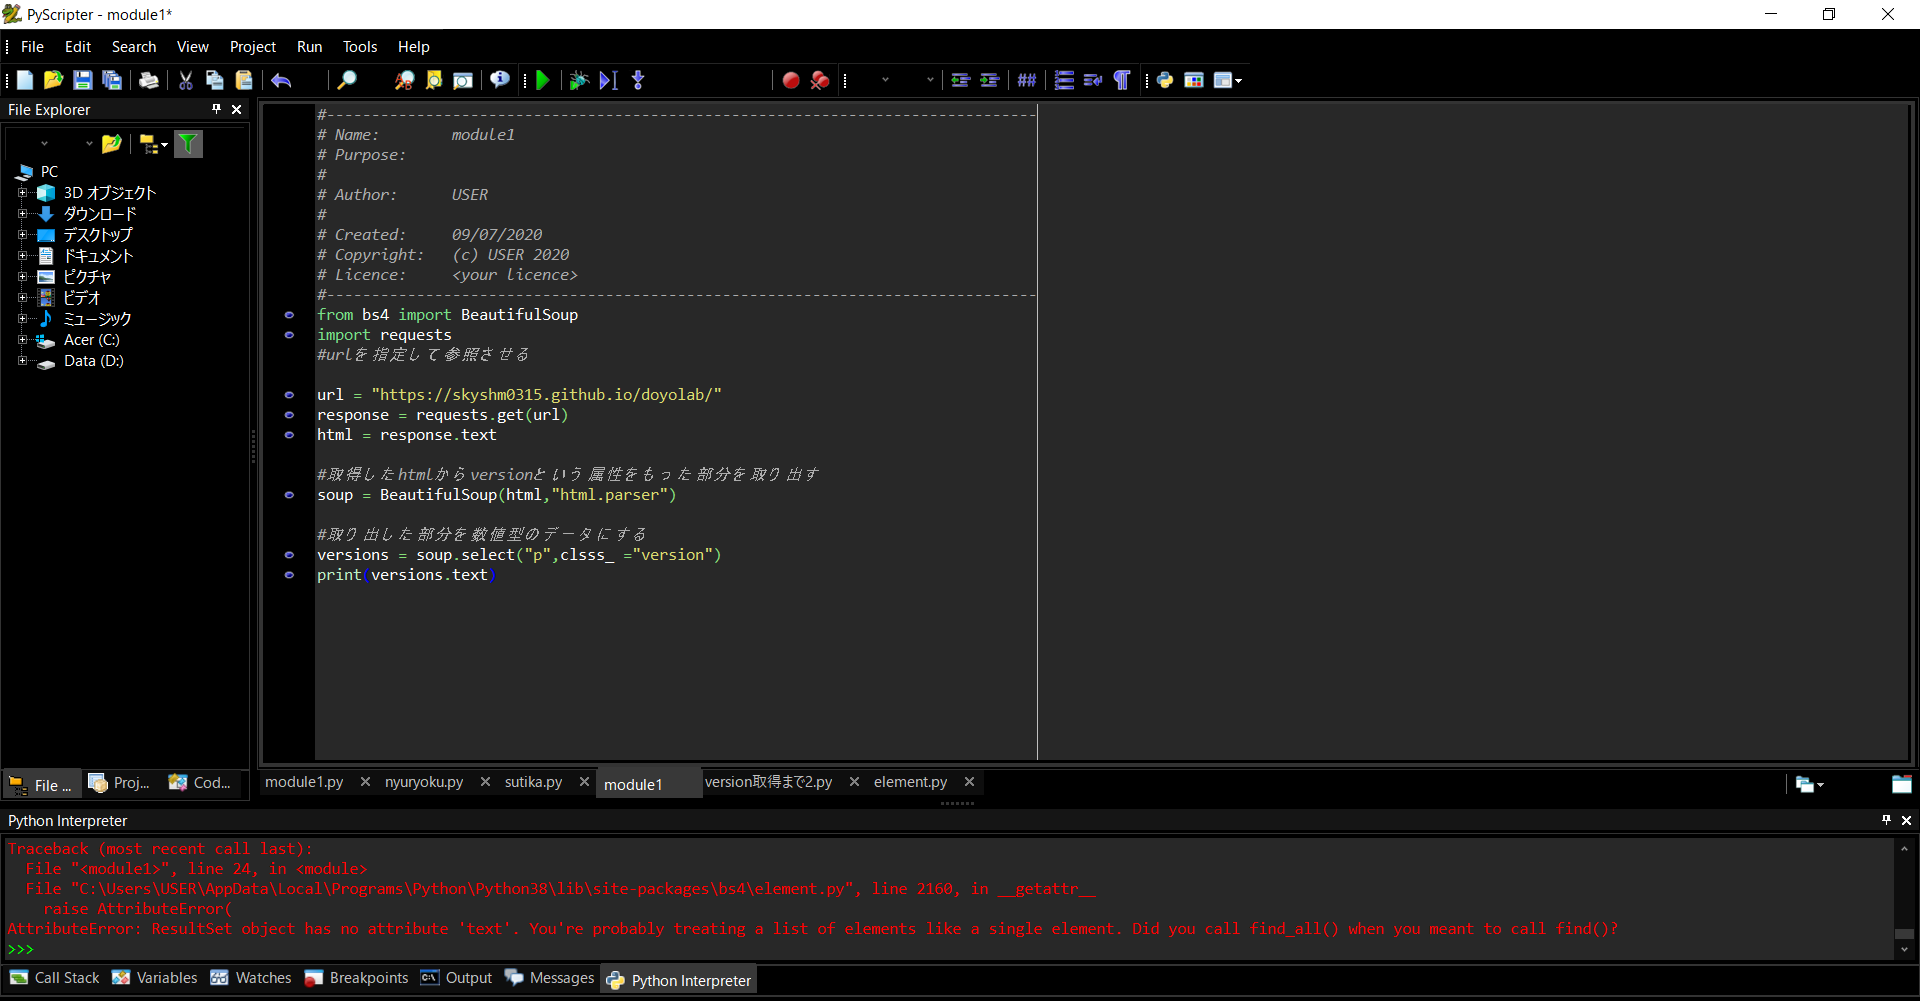 PyScripter - module1*
File Edit Search View Project Run Tools Help
File Explorer
PC
3D オブジェクト
ダウンロード
デスクトップ
ドキュメント
ピクチャ
ビデオ
ミュージック
Acer (C:)
Data (D:)
File ... Proj... Cod...
#-------------------------------------------------------------------------------
# Name:        module1
# Purpose:
#
# Author:      USER
#
# Created:     09/07/2020
# Copyright:   (c) USER 2020
# Licence:     <your licence>
#-------------------------------------------------------------------------------
from bs4 import BeautifulSoup
import requests
#urlを指定して参照させる
url = "https://skyshm0315.github.io/doyolab/"
response = requests.get(url)
html = response.text
#取得したhtmlからversionという属性をもった部分を取り出す
soup = BeautifulSoup(html,"html.parser")
#取り出した部分を数値型のデータにする
versions = soup.select("p",clsss_ ="version")
print(versions.text)
module1.py nyuryoku.py sutika.py module1 version取得まで2.py element.py
Python Interpreter
Traceback (most recent call last):
  File "<module1>", line 24, in <module>
  File "C:\Users\USER\AppData\Local\Programs\Python\Python38\lib\site-packages\bs4\element.py", line 2160, in __getattr__
    raise AttributeError(
AttributeError: ResultSet object has no attribute 'text'. You're probably treating a list of elements like a single element. Did you call find_all() when you meant to call find()?
>>>
Call Stack Variables Watches Breakpoints Output Messages Python Interpreter